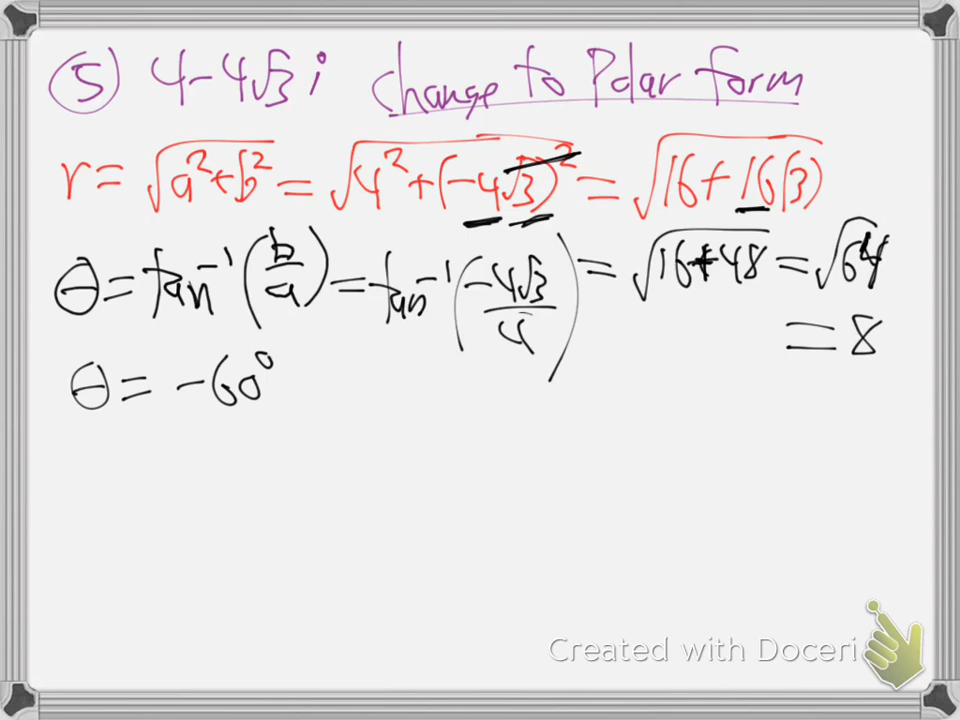 ⑤ 4-4√3 i change to Polar form
r = √(a²+b²) = √(4²+(-4√3)²) = √(16+16(3))
θ = tan⁻¹(b/a) = tan⁻¹(-4√3/4) = √(16+48) = √64
= 8
θ = -60°
Created with Doceri